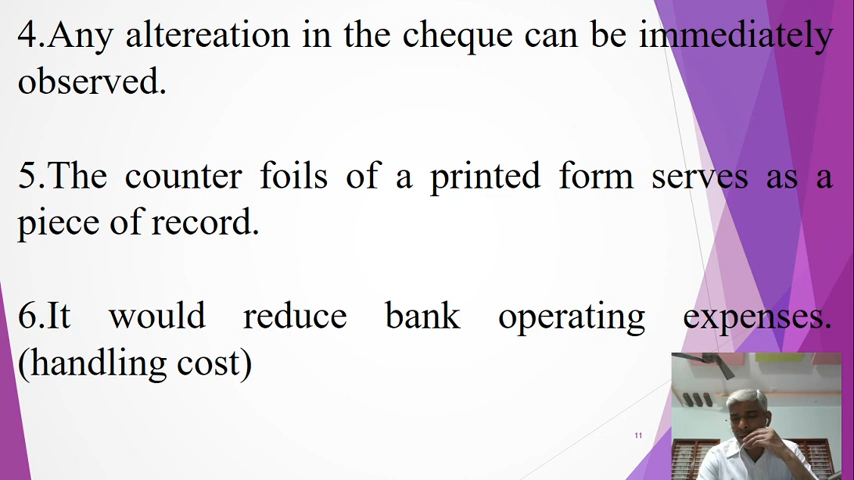 4.Any altereation in the cheque can be immediately
observed.
5.The counter foils of a printed form serves as a
piece of record.
6.It would reduce bank operating expenses.
(handling cost)
11